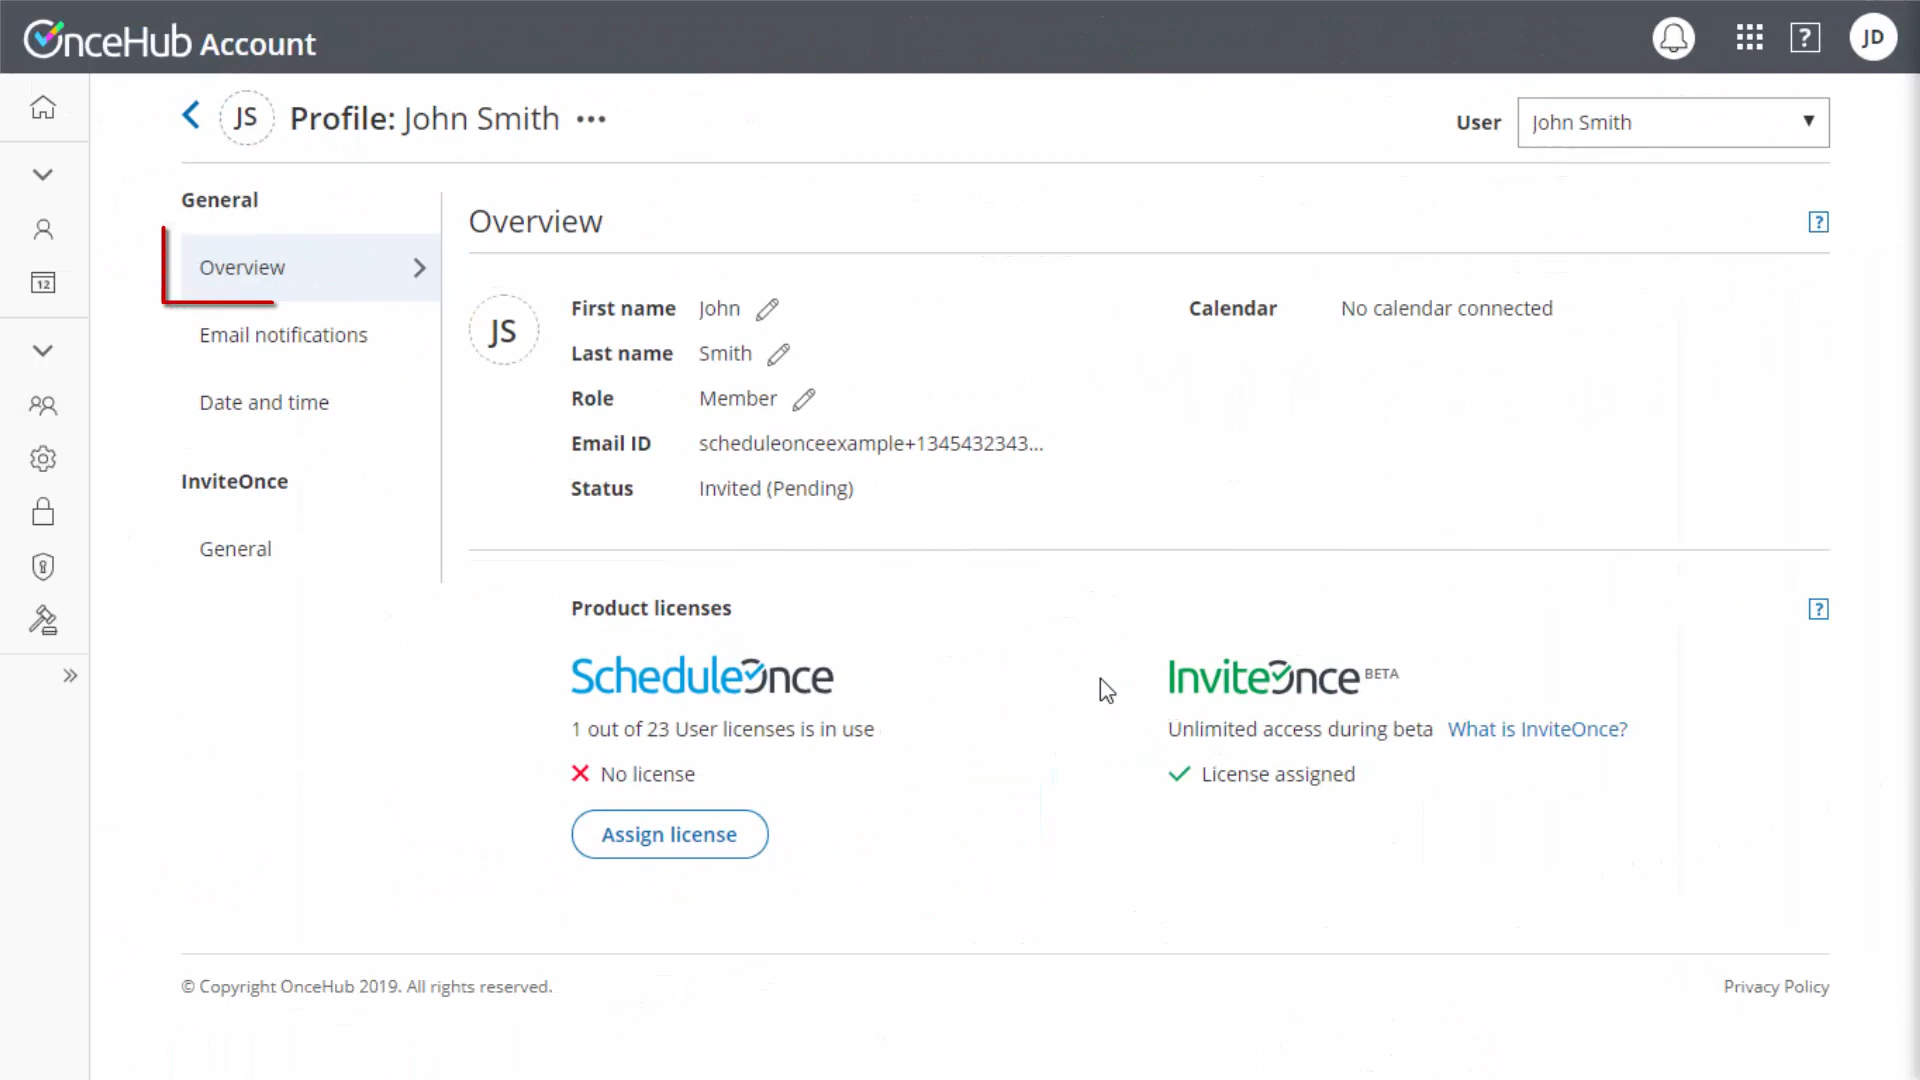 OnceHub Account
? JD
JS Profile: John Smith •••
User John Smith
12
General
Overview
Email notifications
Date and time
InviteOnce
General
Overview ?
JS
First name John
Last name Smith
Role Member
Email ID scheduleonceexample+1345432343...
Status Invited (Pending)
Calendar No calendar connected
Product licenses ?
ScheduleOnce
1 out of 23 User licenses is in use
No license
Assign license
InviteOnce BETA
Unlimited access during beta What is InviteOnce?
License assigned
© Copyright OnceHub 2019. All rights reserved.
Privacy Policy